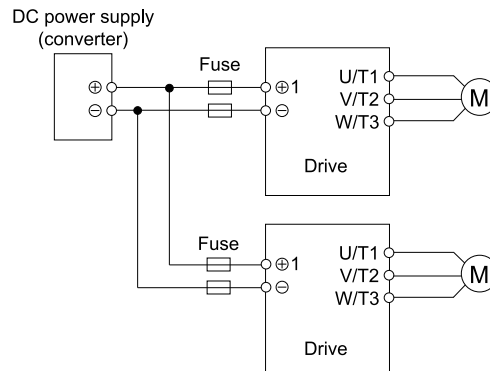 DC power supply
(converter)
Fuse
⊕
⊖
⊕1
⊖
U/T1
V/T2
W/T3
M
Drive
Fuse
⊕1
⊖
U/T1
V/T2
W/T3
M
Drive